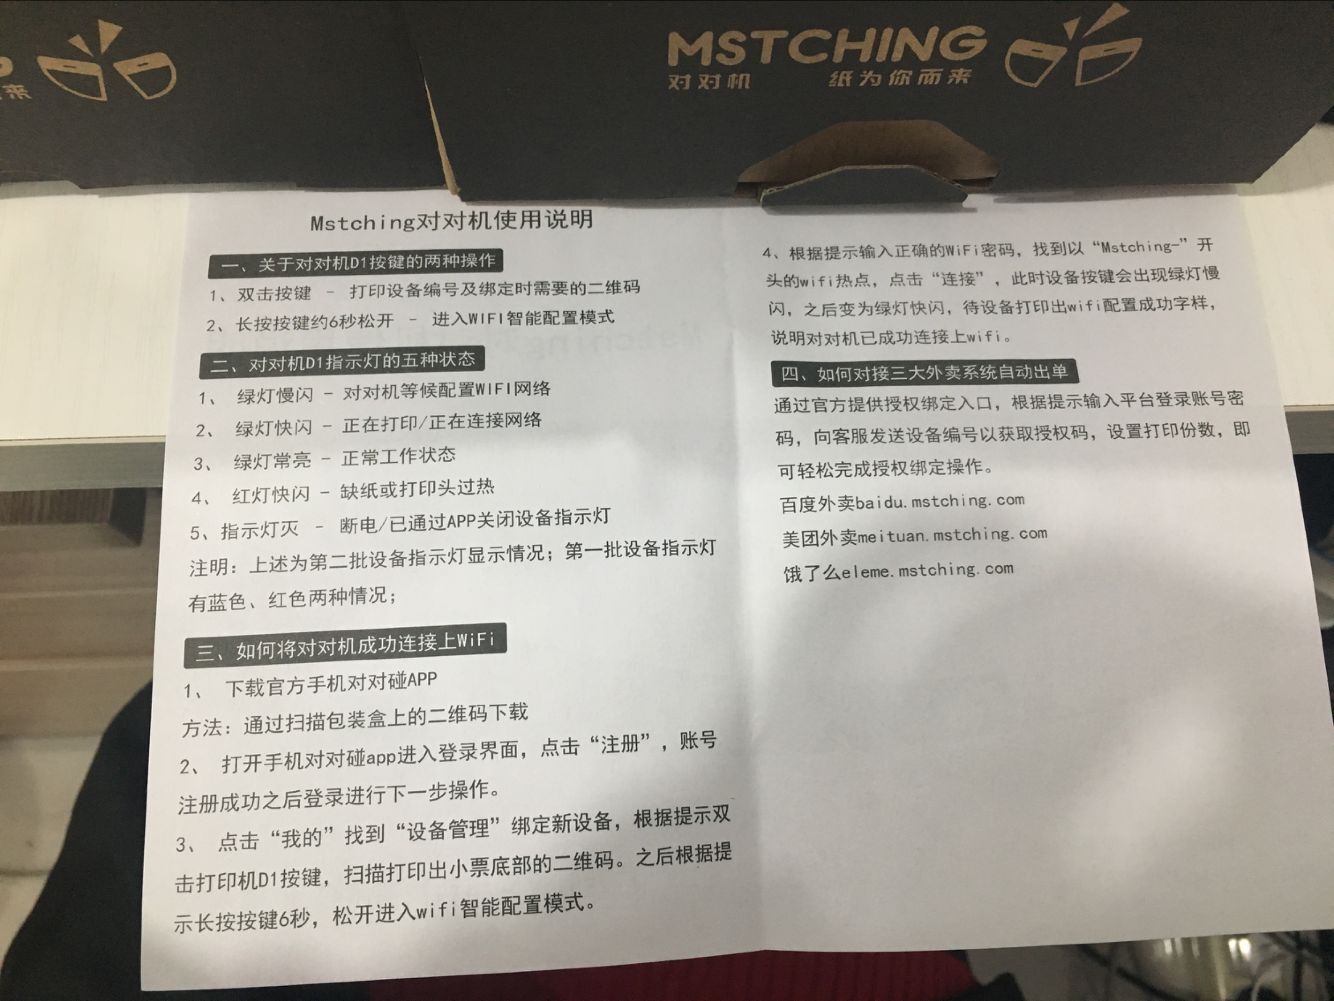 来
MSTCHING
对对机 纸为你而来
Mstching对对机使用说明
一、关于对对机D1按键的两种操作
1、双击按键 - 打印设备编号及绑定时需要的二维码
2、长按按键约6秒松开 - 进入WIFI智能配置模式
二、对对机D1指示灯的五种状态
1、 绿灯慢闪 - 对对机等候配置WIFI网络
2、 绿灯快闪 - 正在打印/正在连接网络
3、 绿灯常亮 - 正常工作状态
4、 红灯快闪 - 缺纸或打印头过热
5、指示灯灭 - 断电/已通过APP关闭设备指示灯
注明：上述为第二批设备指示灯显示情况；第一批设备指示灯
有蓝色、红色两种情况；
三、如何将对对机成功连接上WiFi
1、 下载官方手机对对碰APP
方法：通过扫描包装盒上的二维码下载
2、 打开手机对对碰app进入登录界面，点击“注册”，账号
注册成功之后登录进行下一步操作。
3、 点击“我的”找到“设备管理”绑定新设备，根据提示双
击打印机D1按键，扫描打印出小票底部的二维码。之后根据提
示长按按键6秒，松开进入wifi智能配置模式。
4、根据提示输入正确的WiFi密码，找到以“Mstching-”开
头的wifi热点，点击“连接”，此时设备按键会出现绿灯慢
闪，之后变为绿灯快闪，待设备打印出wifi配置成功字样，
说明对对机已成功连接上wifi。
四、如何对接三大外卖系统自动出单
通过官方提供授权绑定入口，根据提示输入平台登录账号密
码，向客服发送设备编号以获取授权码，设置打印份数，即
可轻松完成授权绑定操作。
百度外卖baidu.mstching.com
美团外卖meituan.mstching.com
饿了么eleme.mstching.com